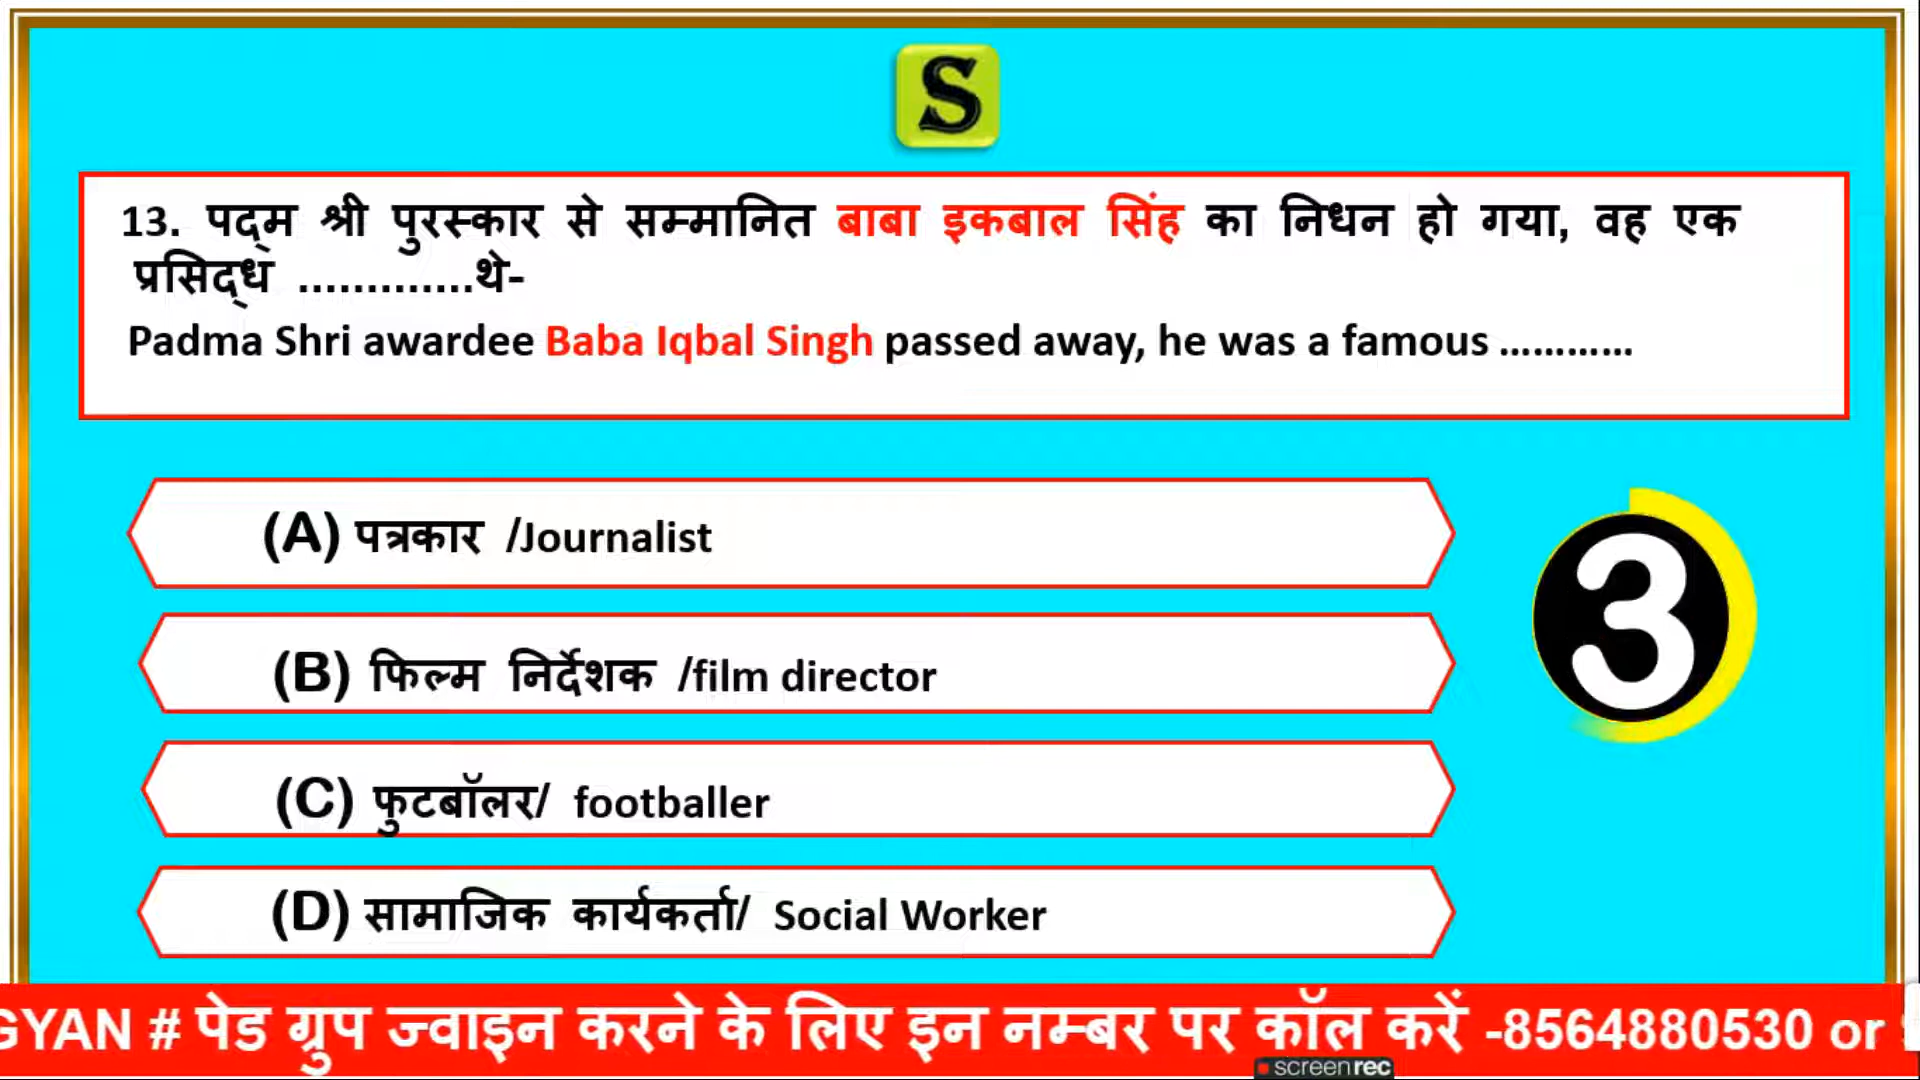 S
13. पद्म श्री पुरस्कार से सम्मानित बाबा इकबाल सिंह का निधन हो गया, वह एक
प्रसिद्ध .............थे-
Padma Shri awardee Baba Iqbal Singh passed away, he was a famous ............
(A) पत्रकार /Journalist
3
(B) फिल्म निर्देशक /film director
(C) फुटबॉलर/ footballer
(D) सामाजिक कार्यकर्ता/ Social Worker
GYAN # पेड ग्रुप ज्वाइन करने के लिए इन नम्बर पर कॉल करें -8564880530 or
screenrec